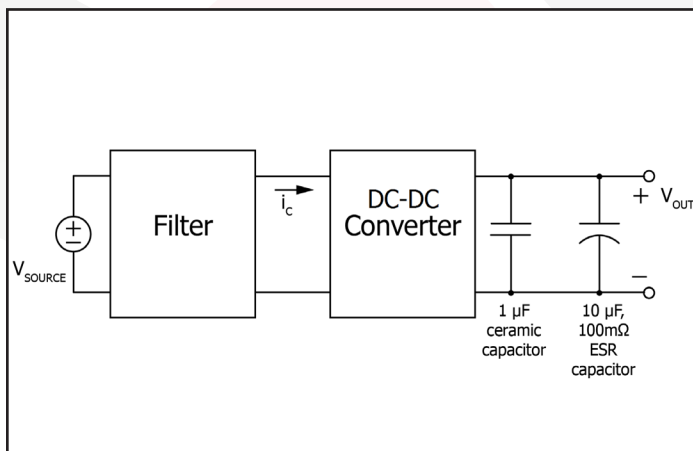 Filter
i_c
DC-DC
Converter
+
V_OUT
−
V_SOURCE
1 µF
ceramic
capacitor
10 µF,
100mΩ
ESR
capacitor